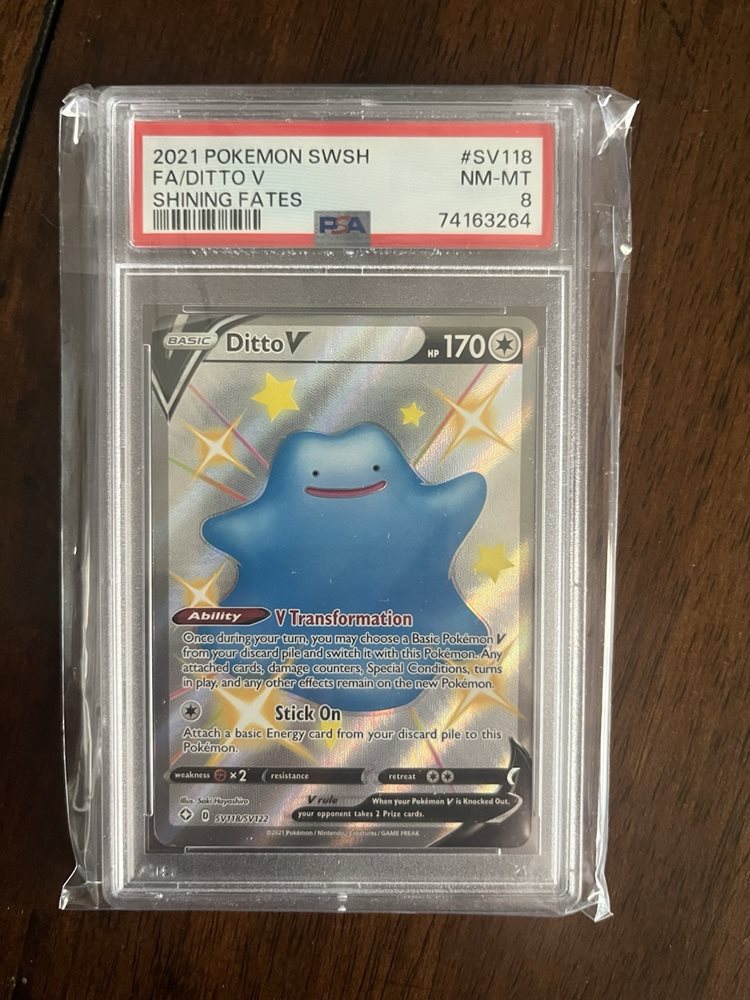 2021 POKEMON SWSH #SV118
FA/DITTO V NM-MT
SHINING FATES 8
PSA 74163264
BASIC Ditto V HP 170
Ability V Transformation
Once during your turn, you may choose a Basic Pokémon V
from your discard pile and switch it with this Pokémon. Any
attached cards, damage counters, Special Conditions, turns
in play, and any other effects remain on the new Pokémon.
Stick On
Attach a basic Energy card from your discard pile to this
Pokémon.
weakness ×2 resistance retreat
Illus. Saki Hayashiro V rule When your Pokémon V is Knocked Out,
D SV118/SV122 your opponent takes 2 Prize cards.
©2021 Pokémon / Nintendo / Creatures / GAME FREAK